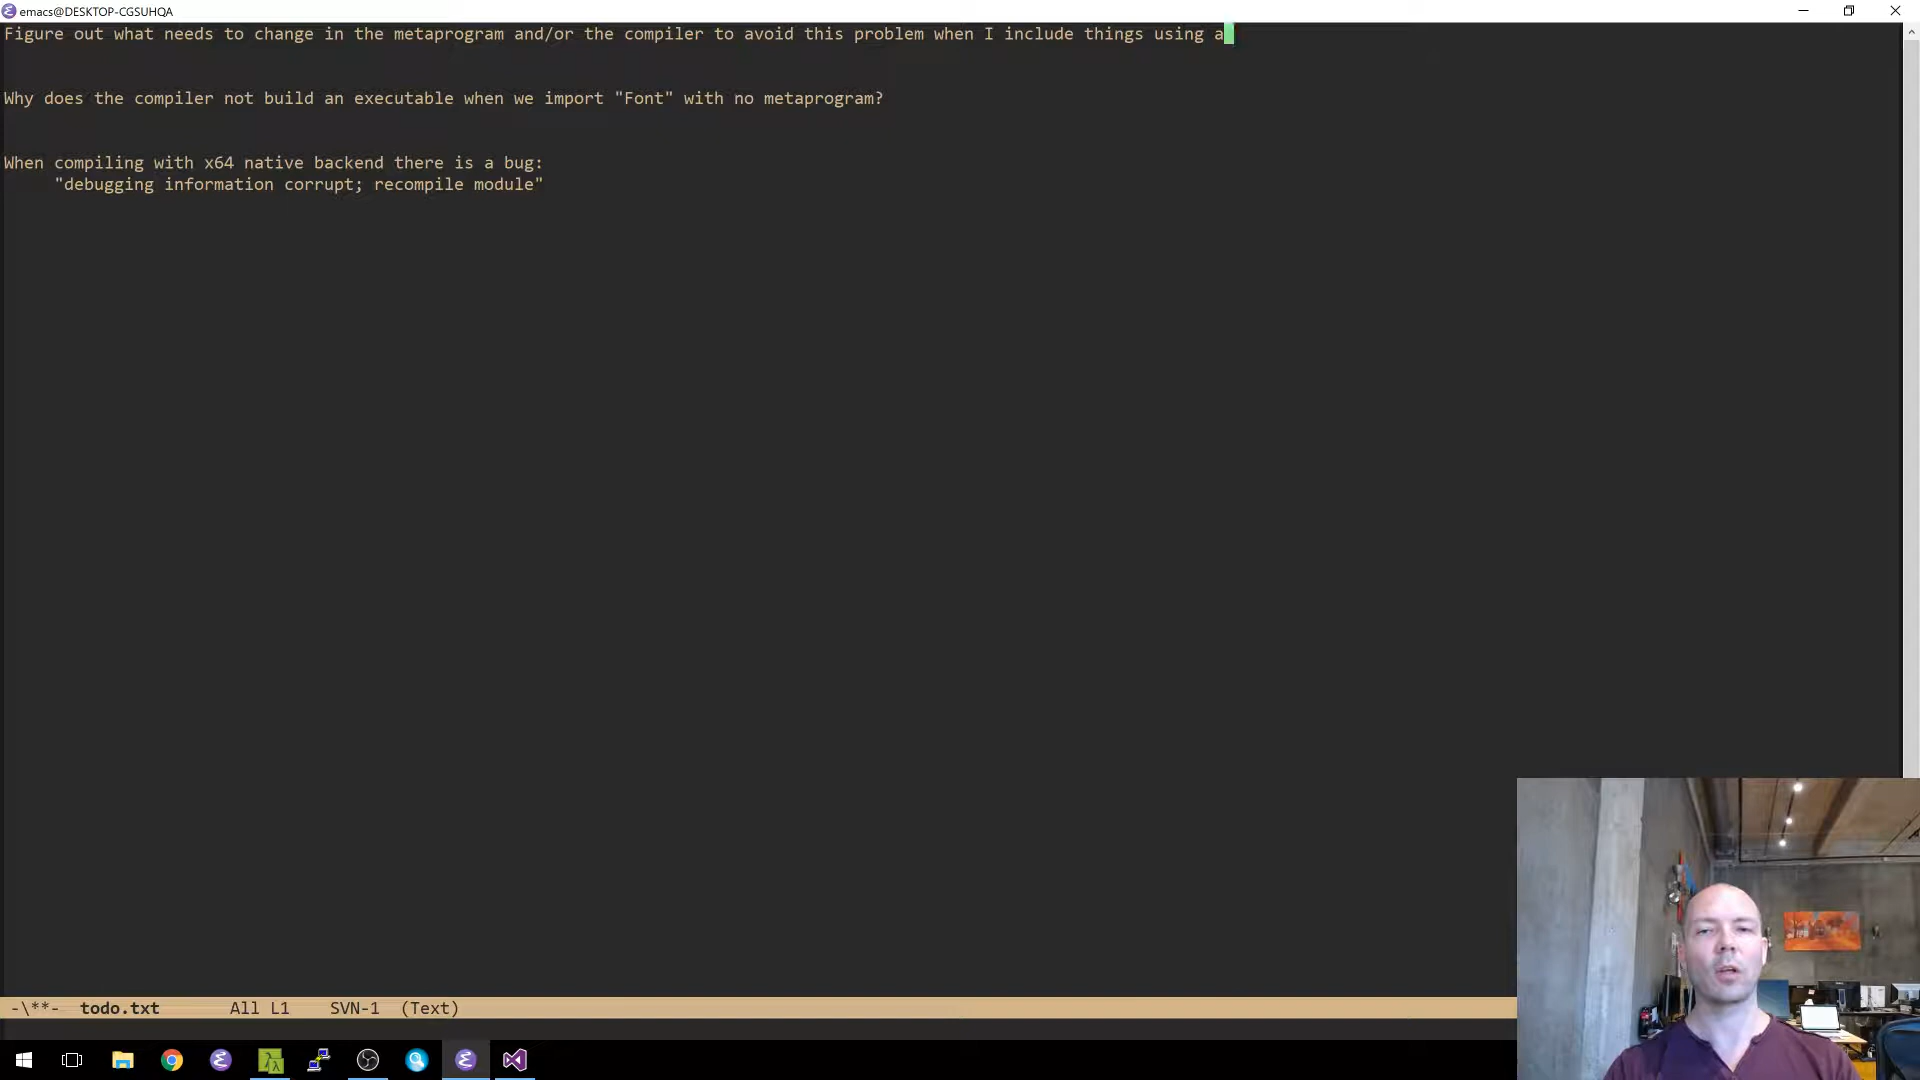 emacs@DESKTOP-CGSUHQA
Figure out what needs to change in the metaprogram and/or the compiler to avoid this problem when I include things using a
Why does the compiler not build an executable when we import "Font" with no metaprogram?
When compiling with x64 native backend there is a bug:
"debugging information corrupt; recompile module"
-\**- todo.txt All L1 SVN-1 (Text)